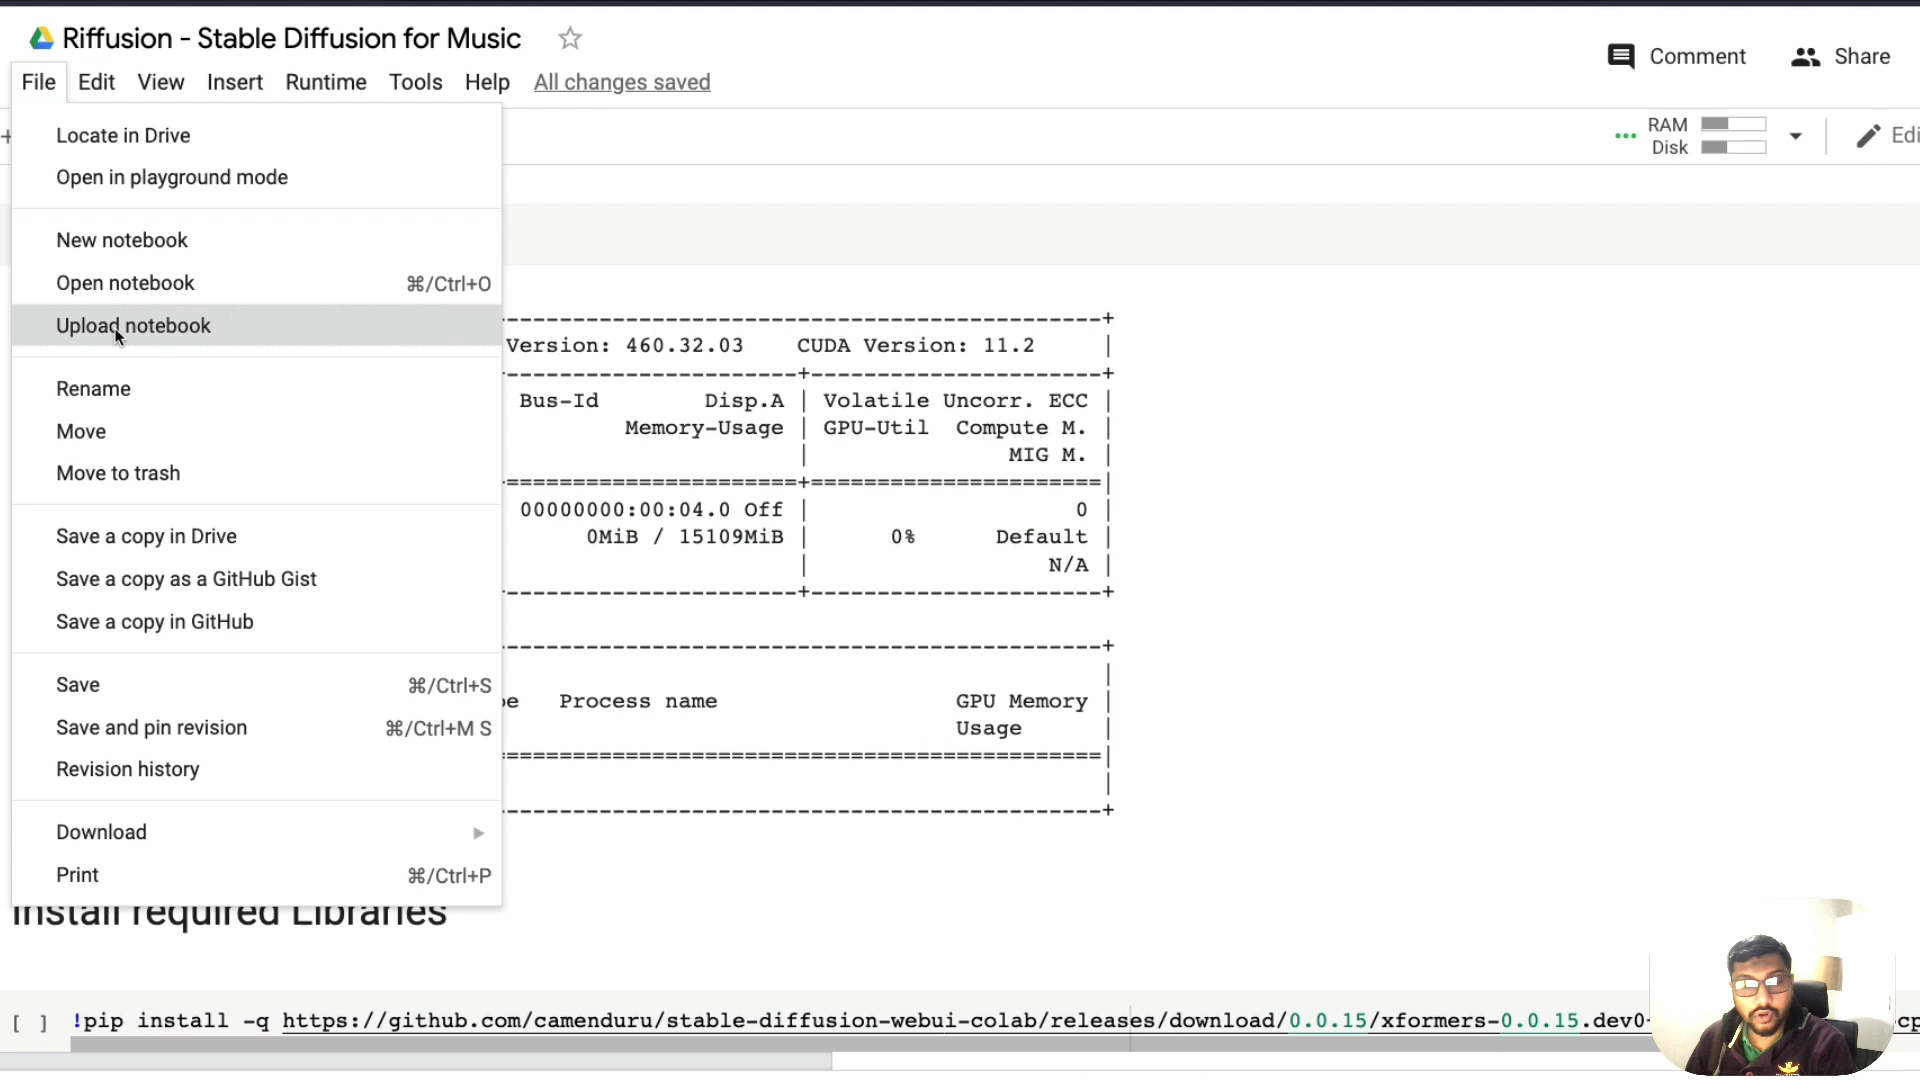 Riffusion - Stable Diffusion for Music
Comment
Share
File Edit View Insert Runtime Tools Help All changes saved
RAM
Disk
Locate in Drive
Open in playground mode
New notebook
Open notebook ⌘/Ctrl+O
Upload notebook
Rename
Move
Move to trash
Save a copy in Drive
Save a copy as a GitHub Gist
Save a copy in GitHub
Save ⌘/Ctrl+S
Save and pin revision ⌘/Ctrl+M S
Revision history
Download
Print ⌘/Ctrl+P
Version: 460.32.03 CUDA Version: 11.2
Bus-Id Disp.A | Volatile Uncorr. ECC |
Memory-Usage | GPU-Util Compute M. |
| MIG M. |
00000000:00:04.0 Off | 0 |
0MiB / 15109MiB | 0% Default |
| N/A |
Process name GPU Memory |
Usage |
Install required Libraries
[ ] !pip install -q https://github.com/camenduru/stable-diffusion-webui-colab/releases/download/0.0.15/xformers-0.0.15.dev0-